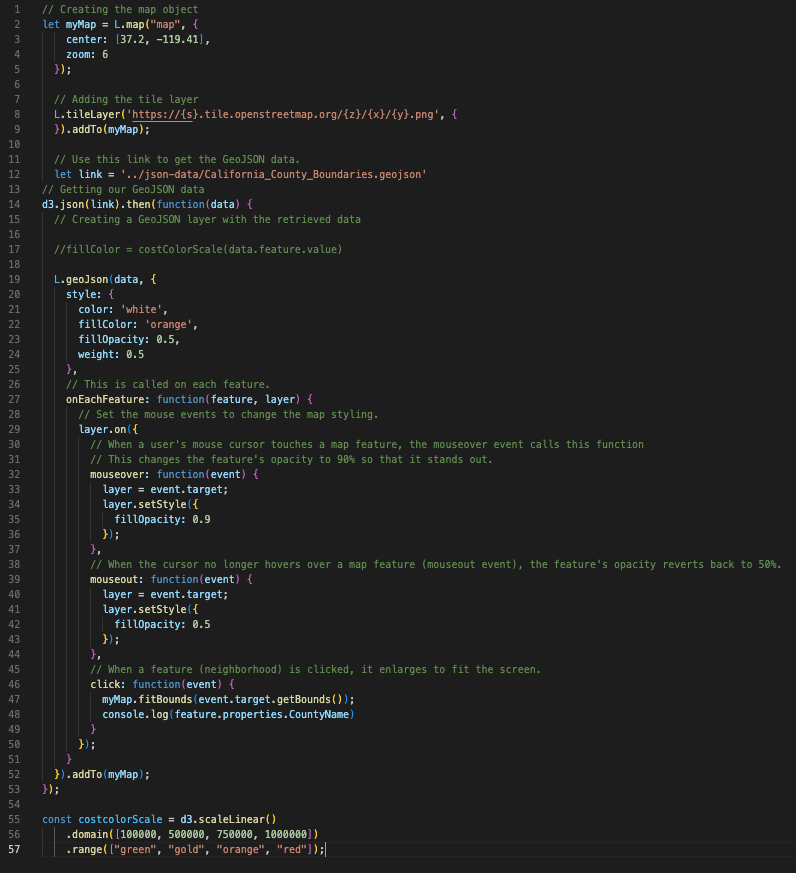 1 // Creating the map object
2 let myMap = L.map("map", {
3 center: [37.2, -119.41],
4 zoom: 6
5 });
6
7 // Adding the tile layer
8 L.tileLayer('https://{s}.tile.openstreetmap.org/{z}/{x}/{y}.png', {
9 }).addTo(myMap);
10
11 // Use this link to get the GeoJSON data.
12 let link = '../json-data/California_County_Boundaries.geojson'
13 // Getting our GeoJSON data
14 d3.json(link).then(function(data) {
15 // Creating a GeoJSON layer with the retrieved data
16
17 //fillColor = costColorScale(data.feature.value)
18
19 L.geoJson(data, {
20 style: {
21 color: 'white',
22 fillColor: 'orange',
23 fillOpacity: 0.5,
24 weight: 0.5
25 },
26 // This is called on each feature.
27 onEachFeature: function(feature, layer) {
28 // Set the mouse events to change the map styling.
29 layer.on({
30 // When a user's mouse cursor touches a map feature, the mouseover event calls this function
31 // This changes the feature's opacity to 90% so that it stands out.
32 mouseover: function(event) {
33 layer = event.target;
34 layer.setStyle({
35 fillOpacity: 0.9
36 });
37 },
38 // When the cursor no longer hovers over a map feature (mouseout event), the feature's opacity reverts back to 50%.
39 mouseout: function(event) {
40 layer = event.target;
41 layer.setStyle({
42 fillOpacity: 0.5
43 });
44 },
45 // When a feature (neighborhood) is clicked, it enlarges to fit the screen.
46 click: function(event) {
47 myMap.fitBounds(event.target.getBounds());
48 console.log(feature.properties.CountyName)
49 }
50 });
51 }
52 }).addTo(myMap);
53 });
54
55 const costcolorScale = d3.scaleLinear()
56 .domain([100000, 500000, 750000, 1000000])
57 .range(["green", "gold", "orange", "red"]);